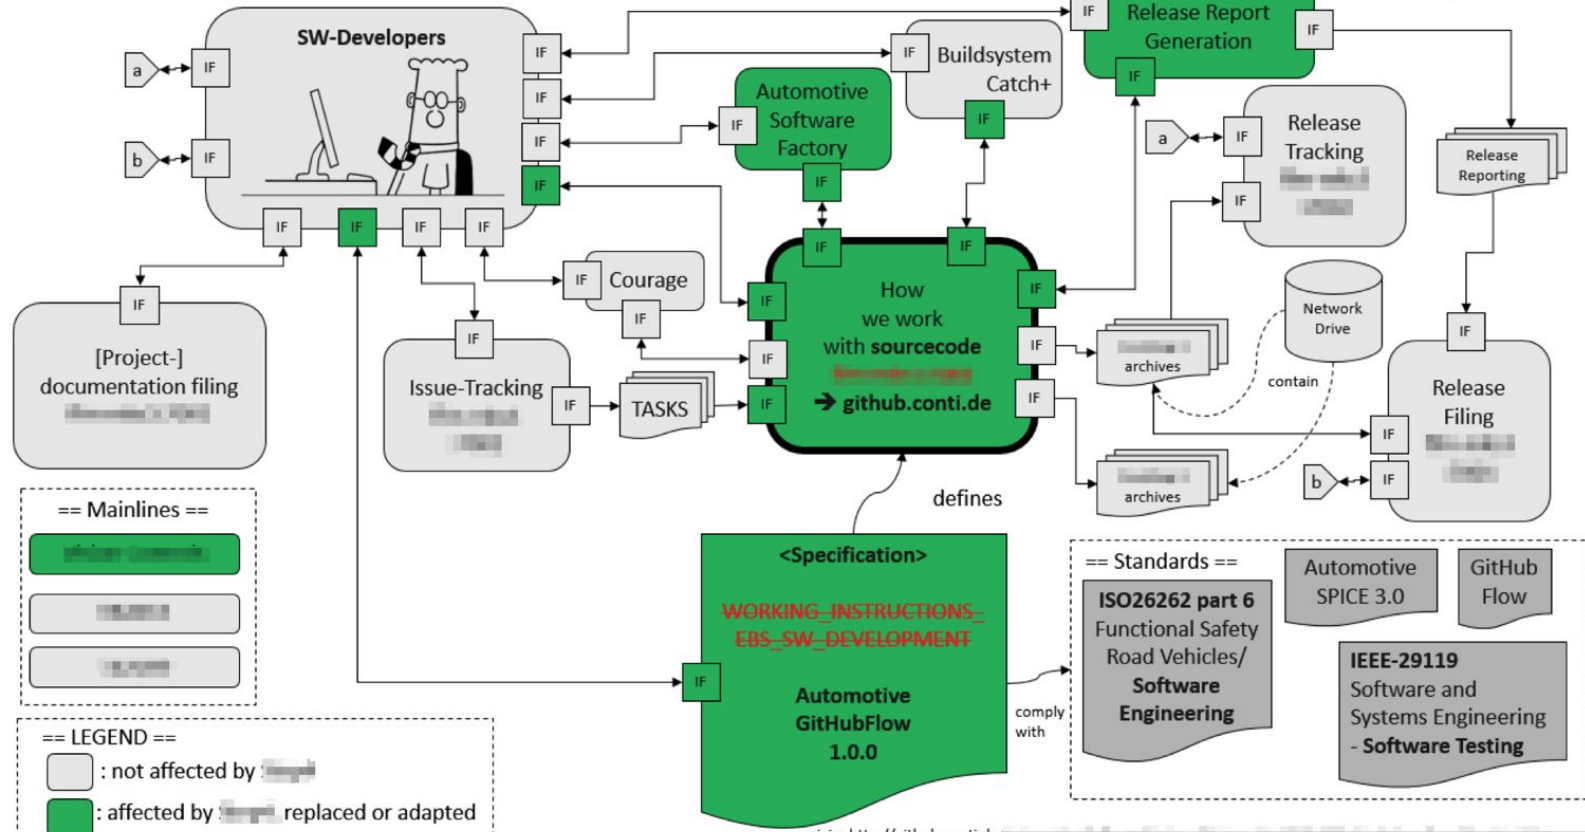 SW-Developers
a
IF
b
IF
IF
IF
IF
IF
IF
IF
IF
IF
IF
Release Report
Generation
IF
IF
IF
Buildsystem
Catch+
IF
Automotive
Software
Factory
IF
IF
a
IF
Release
Tracking
IF
Release
Reporting
IF
[Project-]
documentation filing
IF
Courage
IF
IF
Issue-Tracking
IF
TASKS
IF
IF
IF
IF
IF
How
we work
with sourcecode
➔ github.conti.de
IF
IF
IF
archives
archives
Network
Drive
contain
IF
Release
Filing
IF
b
IF
defines
== Mainlines ==
<Specification>
WORKING_INSTRUCTIONS_
EBS_SW_DEVELOPMENT
Automotive
GitHubFlow
1.0.0
IF
comply
with
== Standards ==
ISO26262 part 6
Functional Safety
Road Vehicles/
Software
Engineering
Automotive
SPICE 3.0
GitHub
Flow
IEEE-29119
Software and
Systems Engineering
- Software Testing
== LEGEND ==
: not affected by
: affected by
replaced or adapted